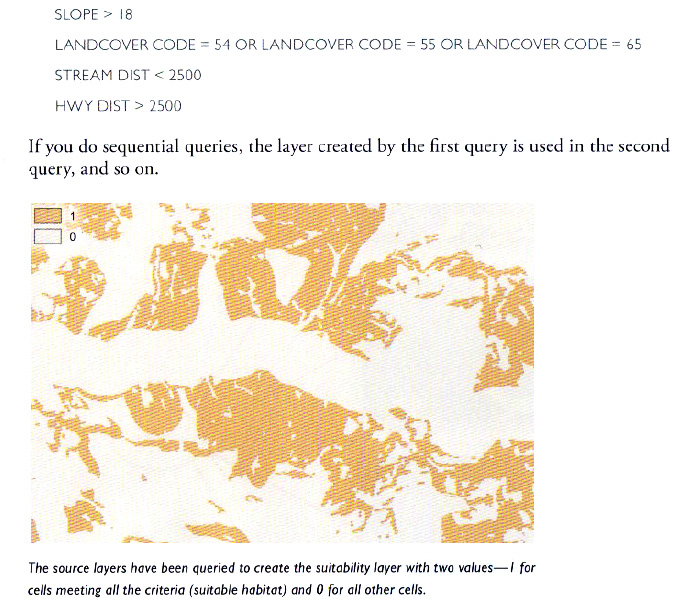 SLOPE > 18
LANDCOVER CODE = 54 OR LANDCOVER CODE = 55 OR LANDCOVER CODE = 65
STREAM DIST < 2500
HWY DIST > 2500
If you do sequential queries, the layer created by the first query is used in the second
query, and so on.
1
0
The source layers have been queried to create the suitability layer with two values—1 for
cells meeting all the criteria (suitable habitat) and 0 for all other cells.